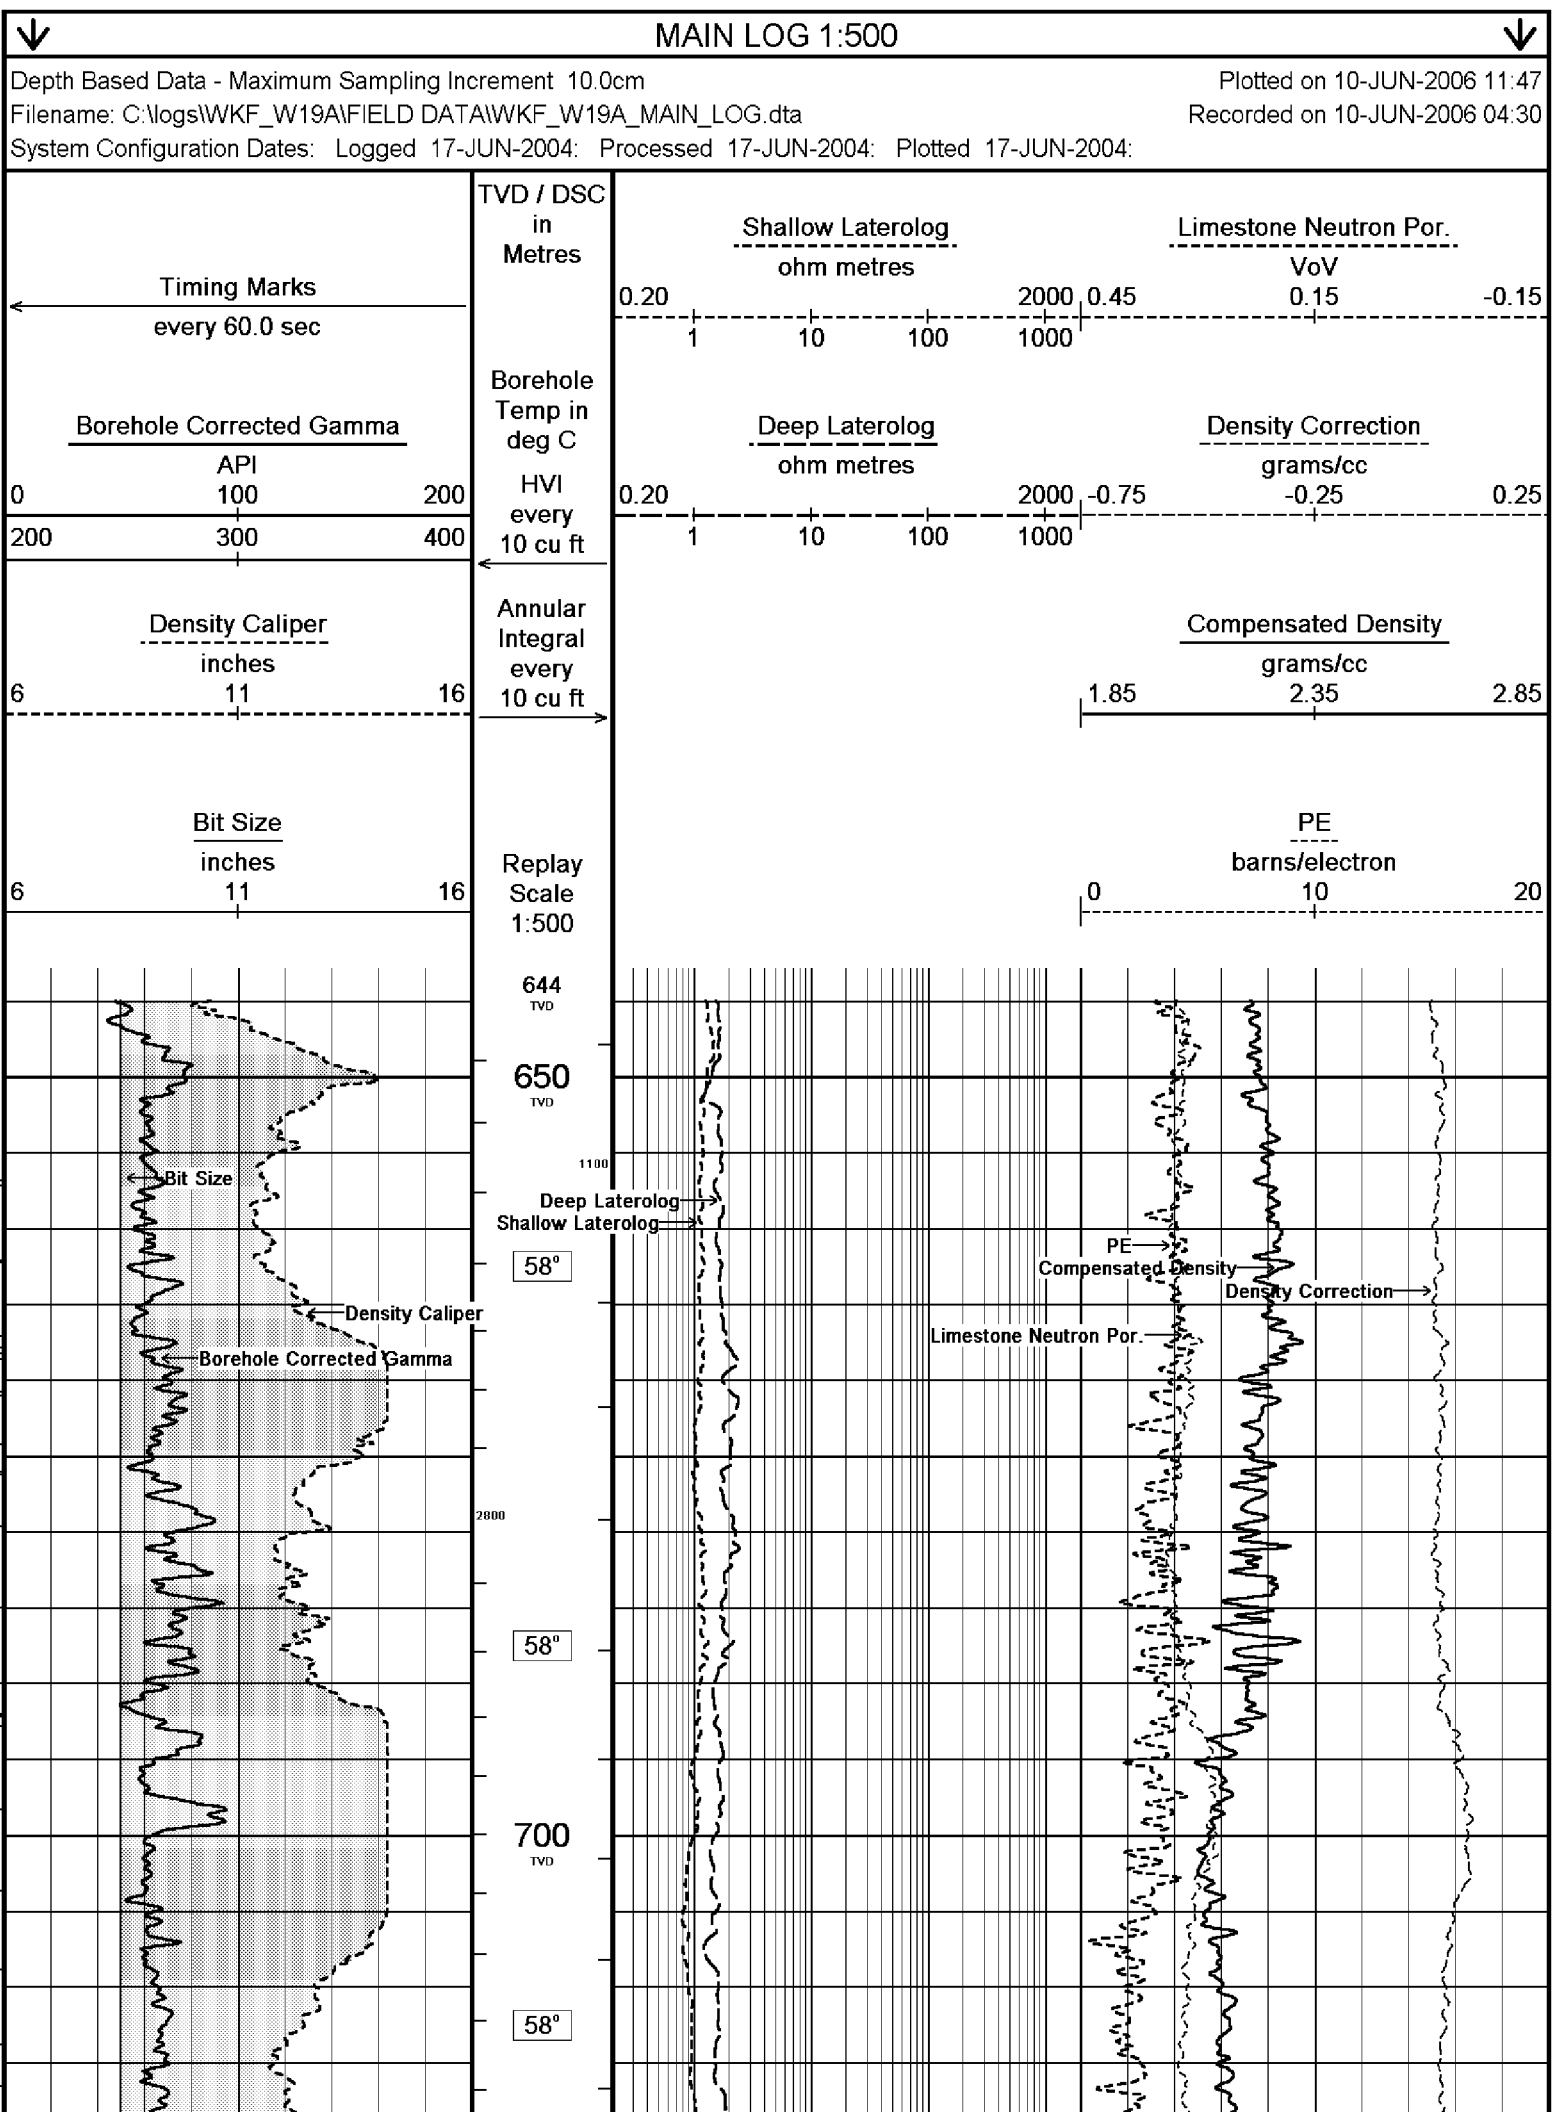 MAIN LOG 1:500
Depth Based Data - Maximum Sampling Increment 10.0cm
Plotted on 10-JUN-2006 11:47
Filename: C:\logs\WKF_W19A\FIELD DATA\WKF_W19A_MAIN_LOG.dta
Recorded on 10-JUN-2006 04:30
System Configuration Dates: Logged 17-JUN-2004: Processed 17-JUN-2004: Plotted 17-JUN-2004:
Timing Marks
every 60.0 sec
Borehole Corrected Gamma
API
0 100 200
200 300 400
Density Caliper
inches
6 11 16
Bit Size
inches
6 11 16
TVD / DSC
in
Metres
Borehole
Temp in
deg C
HVI
every
10 cu ft
Annular
Integral
every
10 cu ft
Replay
Scale
1:500
Shallow Laterolog
ohm metres
0.20 2000
1 10 100 1000
Deep Laterolog
ohm metres
0.20 2000
1 10 100 1000
Limestone Neutron Por.
VoV
0.45 0.15 -0.15
Density Correction
grams/cc
-0.75 -0.25 0.25
Compensated Density
grams/cc
1.85 2.35 2.85
PE
barns/electron
0 10 20
644
TVD
650
TVD
1100
Bit Size
Deep Laterolog
Shallow Laterolog
PE
58°
Compensated Density
Density Correction
Density Caliper
Limestone Neutron Por.
Borehole Corrected Gamma
2800
58°
700
TVD
58°